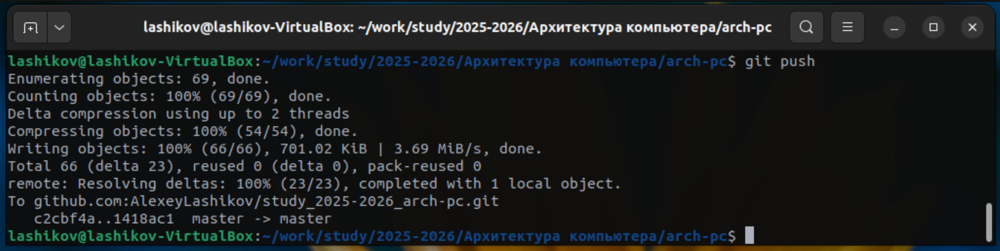 lashikov@lashikov-VirtualBox: ~/work/study/2025-2026/Архитектура компьютера/arch-pc
lashikov@lashikov-VirtualBox:~/work/study/2025-2026/Архитектура компьютера/arch-pc$ git push
Enumerating objects: 69, done.
Counting objects: 100% (69/69), done.
Delta compression using up to 2 threads
Compressing objects: 100% (54/54), done.
Writing objects: 100% (66/66), 701.02 KiB | 3.69 MiB/s, done.
Total 66 (delta 23), reused 0 (delta 0), pack-reused 0
remote: Resolving deltas: 100% (23/23), completed with 1 local object.
To github.com:AlexeyLashikov/study_2025-2026_arch-pc.git
   c2cbf4a..1418ac1  master -> master
lashikov@lashikov-VirtualBox:~/work/study/2025-2026/Архитектура компьютера/arch-pc$